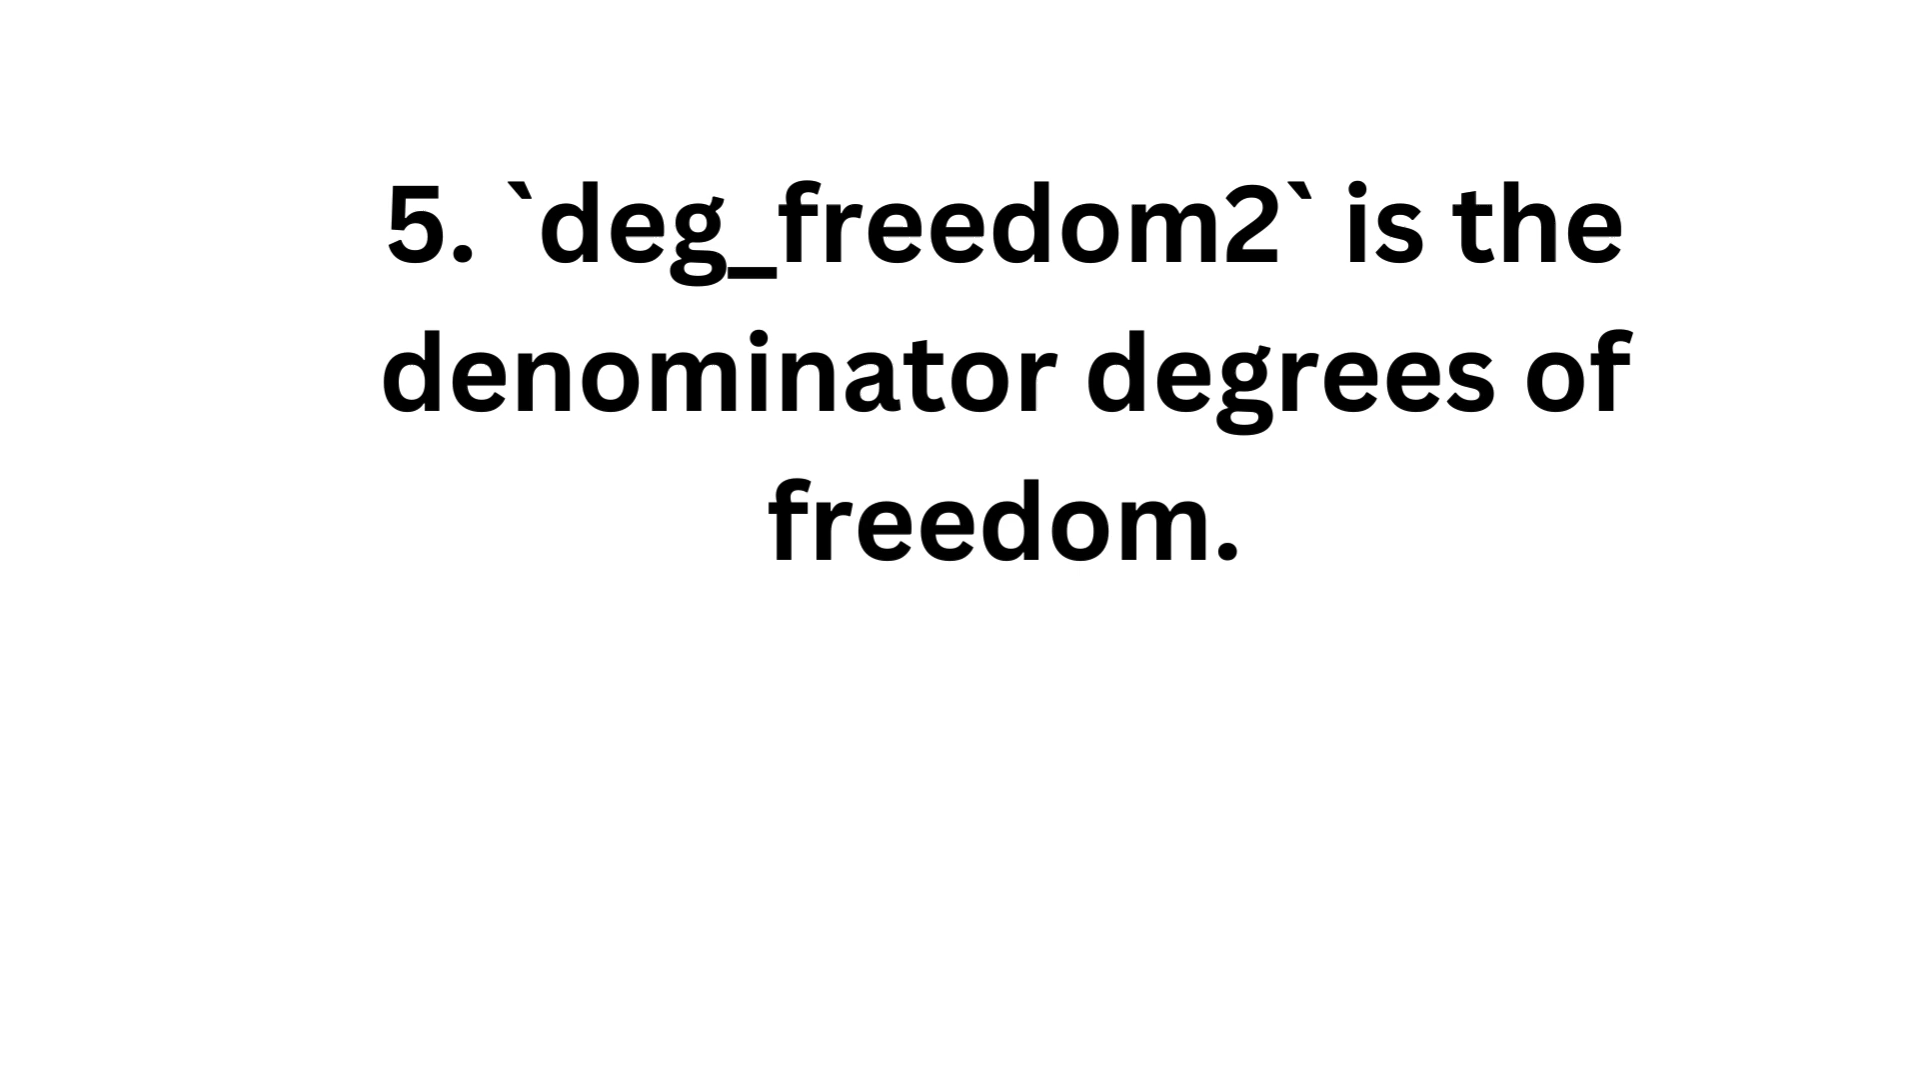 5. `deg_freedom2` is the
denominator degrees of
freedom.